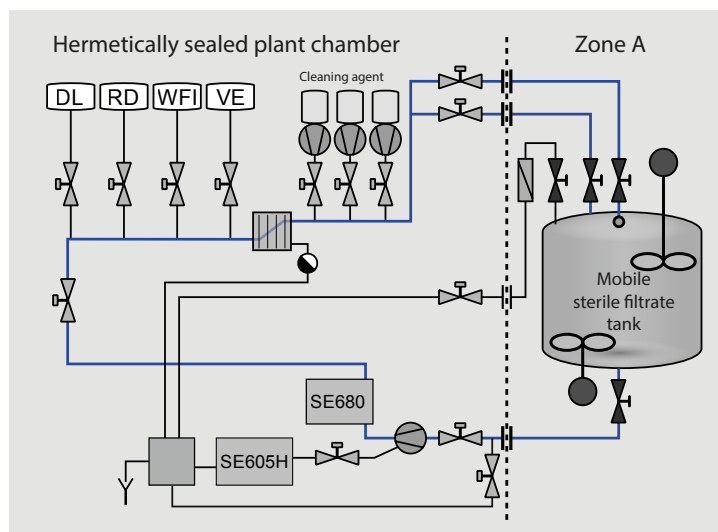 Hermetically sealed plant chamber
Zone A
Cleaning agent
DL
RD
WFI
VE
Mobile
sterile filtrate
tank
SE680
SE605H